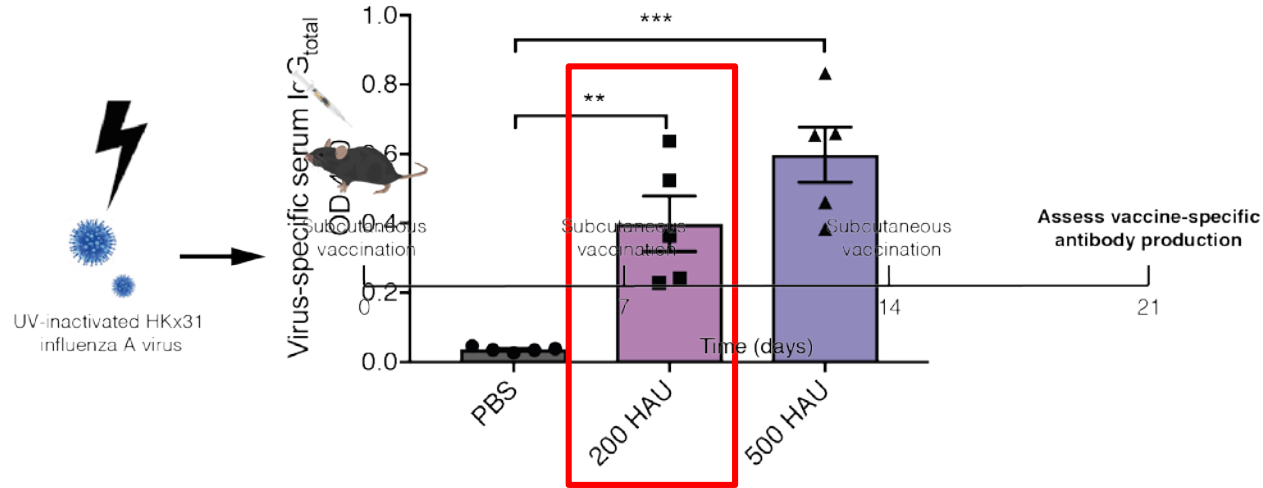 1.0
0.8
0.6
0.4
0.2
0.0
Virus-specific serum IgGtotal
***
**
UV-inactivated HKx31
influenza A virus
Subcutaneous
vaccination
Subcutaneous
vaccination
Subcutaneous
vaccination
Assess vaccine-specific
antibody production
0
7
14
21
Time (days)
PBS
200 HAU
500 HAU